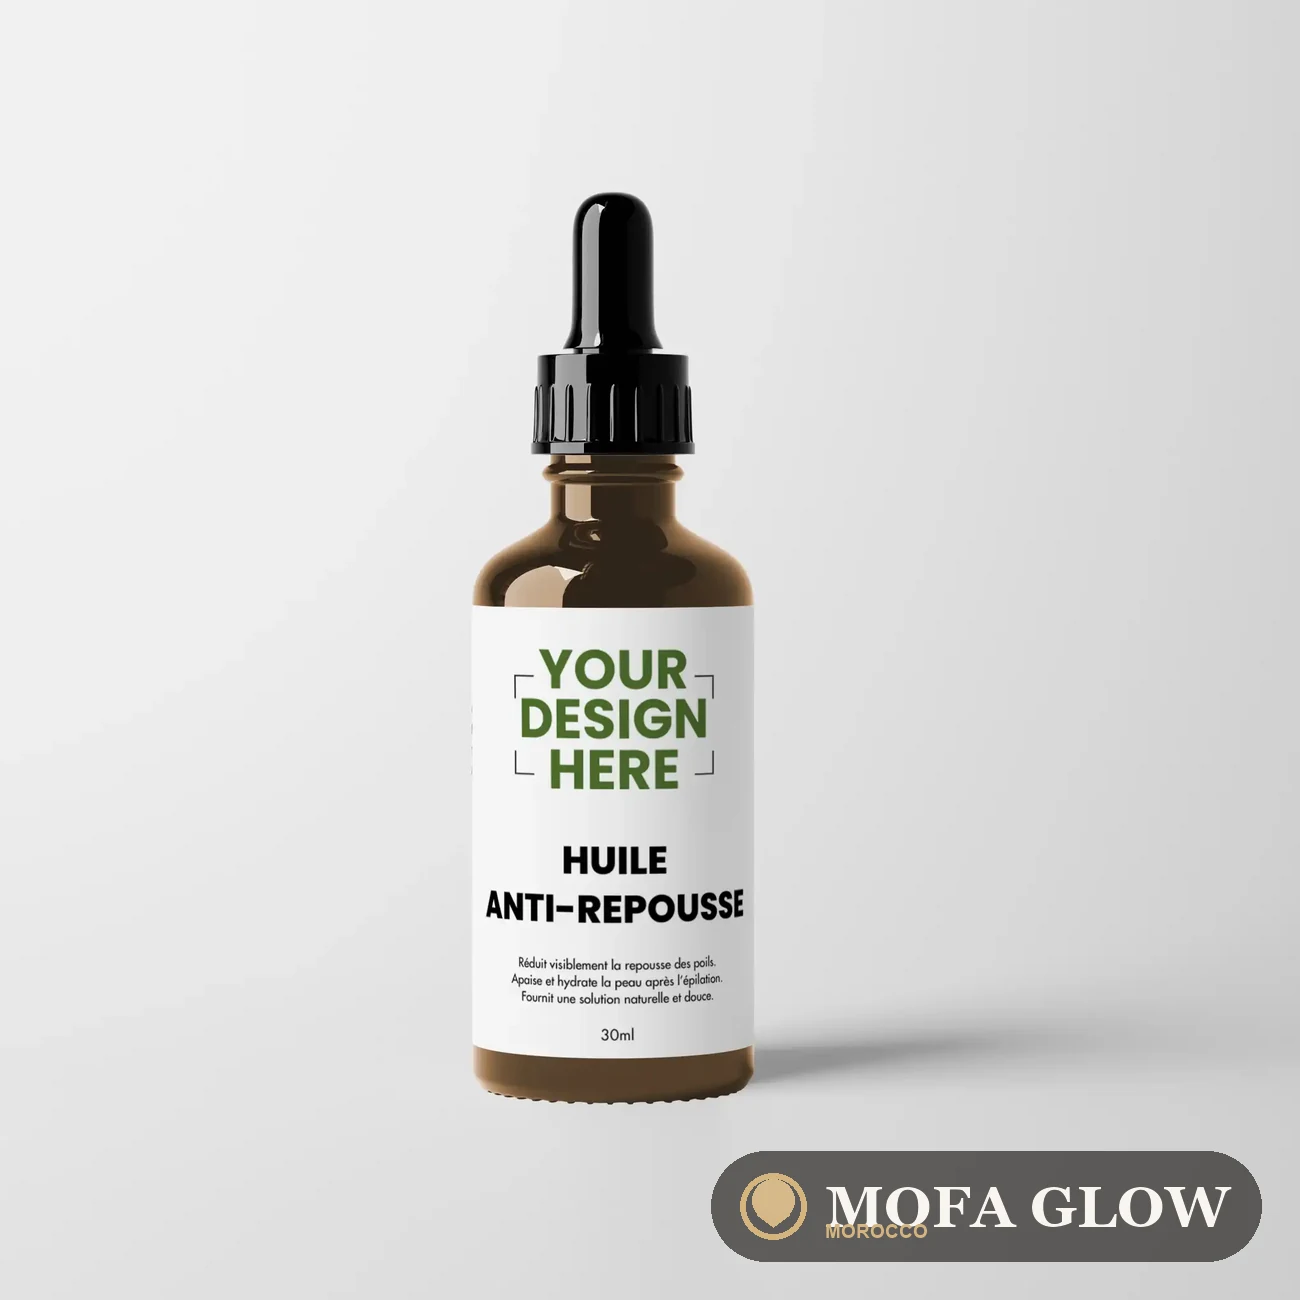 YOUR
DESIGN
HERE
HUILE
ANTI-REPOUSSE
Réduit visiblement la repousse des poils.
Apaise et hydrate la peau après l'épilation.
Fournit une solution naturelle et douce.
30ml
MOFA GLOW
MOROCCO